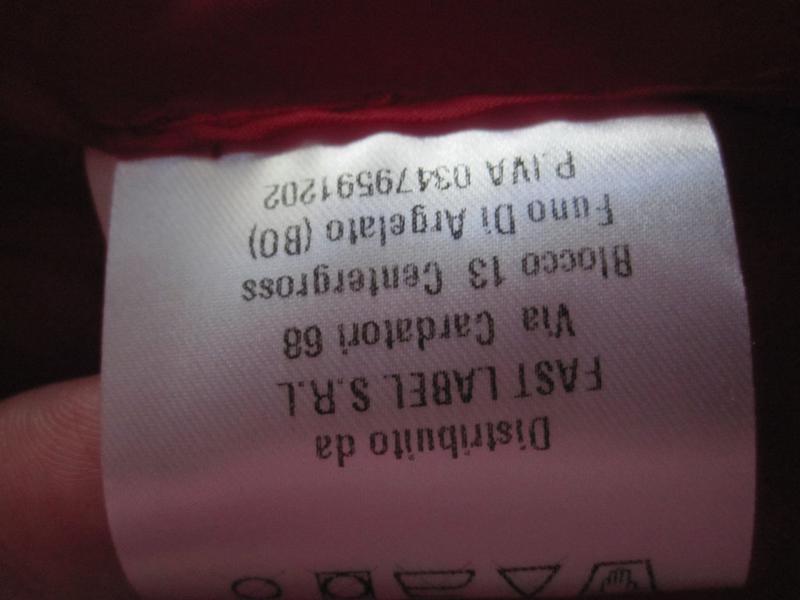 Distribuito da
FAST LABEL S.R.L
Via Cardatori 68
Blocco 13 Centergross
Funo Di Argelato (BO)
P.IVA 03479591202